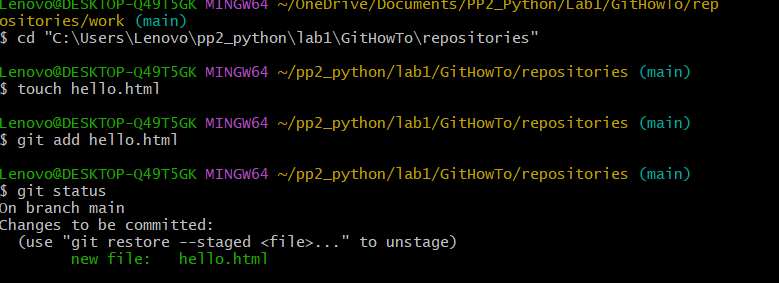 Lenovo@DESKTOP-Q49T5GK MINGW64 ~/OneDrive/Documents/PP2_Python/Lab1/GitHowTo/rep
ositories/work (main)
$ cd "C:\Users\Lenovo\pp2_python\lab1\GitHowTo\repositories"
Lenovo@DESKTOP-Q49T5GK MINGW64 ~/pp2_python/lab1/GitHowTo/repositories (main)
$ touch hello.html
Lenovo@DESKTOP-Q49T5GK MINGW64 ~/pp2_python/lab1/GitHowTo/repositories (main)
$ git add hello.html
Lenovo@DESKTOP-Q49T5GK MINGW64 ~/pp2_python/lab1/GitHowTo/repositories (main)
$ git status
On branch main
Changes to be committed:
  (use "git restore --staged <file>..." to unstage)
        new file:   hello.html